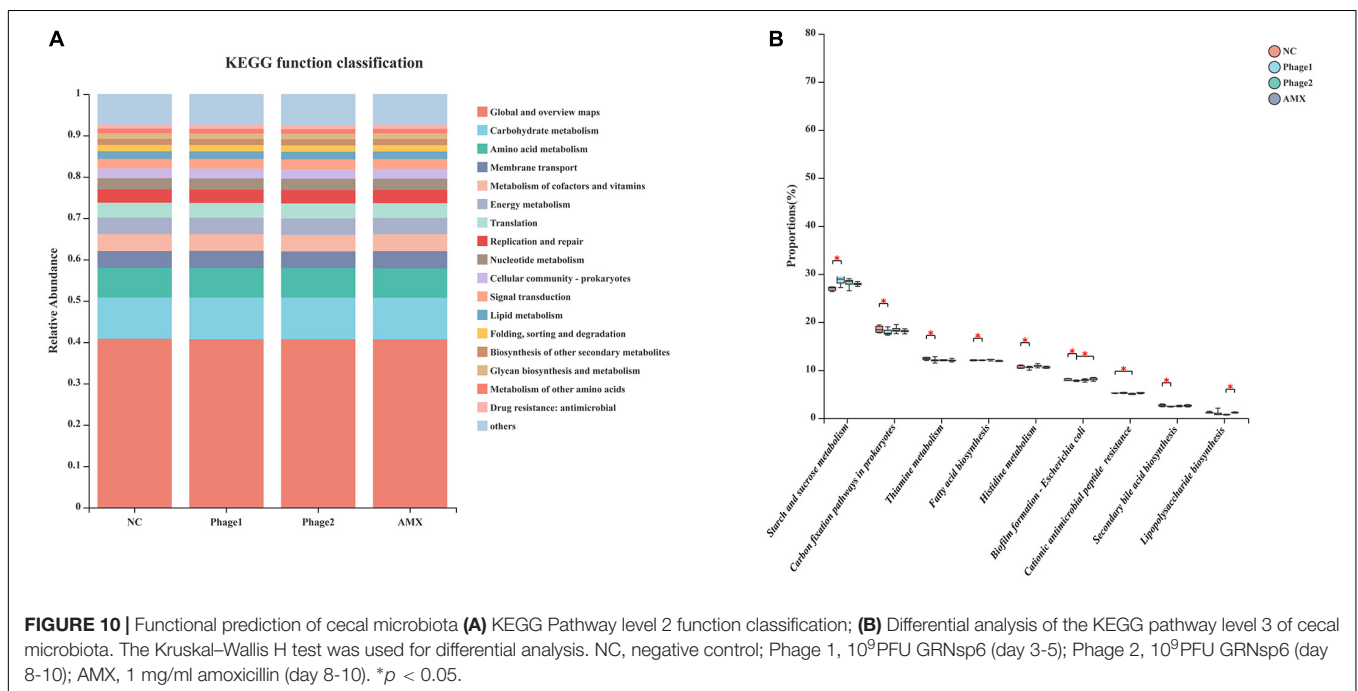 A
KEGG function classification
Relative Abundance
1
0.9
0.8
0.7
0.6
0.5
0.4
0.3
0.2
0.1
0
NC
Phage1
Phage2
AMX
Global and overview maps
Carbohydrate metabolism
Amino acid metabolism
Membrane transport
Metabolism of cofactors and vitamins
Energy metabolism
Translation
Replication and repair
Nucleotide metabolism
Cellular community - prokaryotes
Signal transduction
Lipid metabolism
Folding, sorting and degradation
Biosynthesis of other secondary metabolites
Glycan biosynthesis and metabolism
Metabolism of other amino acids
Drug resistance: antimicrobial
others
B
Proportions(%)
80
70
60
50
40
30
20
10
0
*
*
*
*
*
* *
*
*
*
NC
Phage1
Phage2
AMX
Starch and sucrose metabolism
Carbon fixation pathways in prokaryotes
Thiamine metabolism
Fatty acid biosynthesis
Histidine metabolism
Biofilm formation - Escherichia coli
Cationic antimicrobial peptide resistance
Secondary bile acid biosynthesis
Lipopolysaccharide biosynthesis
FIGURE 10 | Functional prediction of cecal microbiota (A) KEGG Pathway level 2 function classification; (B) Differential analysis of the KEGG pathway level 3 of cecal
microbiota. The Kruskal–Wallis H test was used for differential analysis. NC, negative control; Phage 1, 10⁹PFU GRNsp6 (day 3-5); Phage 2, 10⁹PFU GRNsp6 (day
8-10); AMX, 1 mg/ml amoxicillin (day 8-10). *p < 0.05.